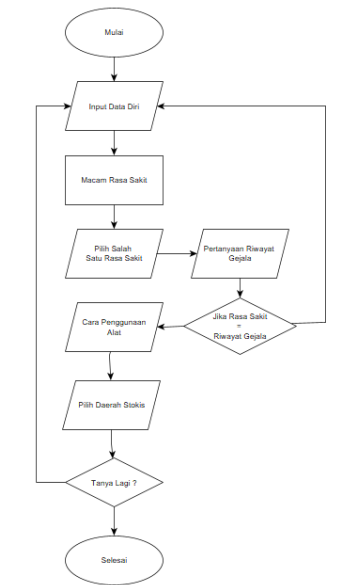 Mulai
Input Data Diri
Macam Rasa Sakit
Pilih Salah
Satu Rasa Sakit
Pertanyaan Riwayat
Gejala
Jika Rasa Sakit
=
Riwayat Gejala
Cara Penggunaan
Alat
Pilih Daerah Stokis
Tanya Lagi ?
Selesai